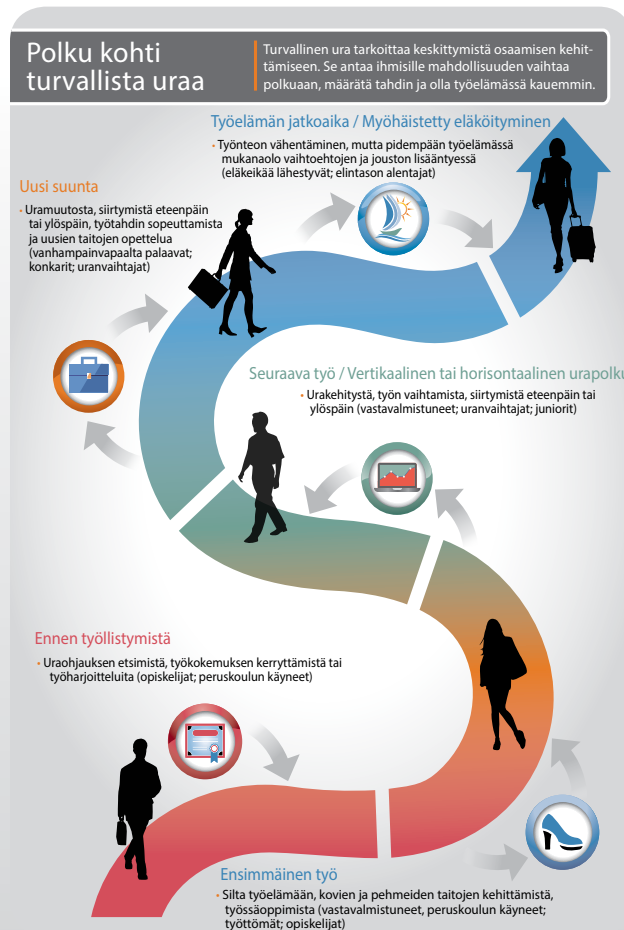 Polku kohti
turvallista uraa
Turvallinen ura tarkoittaa keskittymistä osaamisen kehit-
tämiseen. Se antaa ihmisille mahdollisuuden vaihtaa
polkuaan, määrätä tahdin ja olla työelämässä kauemmin.
Työelämän jatkoaika / Myöhäistetty eläköityminen
• Työnteon vähentäminen, mutta pidempään työelämässä
mukanaolo vaihtoehtojen ja jouston lisääntyessä
(eläkeikää lähestyvät; elintason alentajat)
Uusi suunta
• Uramuutosta, siirtymistä eteenpäin
tai ylöspäin, työtahdin sopeuttamista
ja uusien taitojen opettelua
(vanhampainvapaalta palaavat;
konkarit; uranvaihtajat)
Seuraava työ / Vertikaalinen tai horisontaalinen urapolku
• Urakehitystä, työn vaihtamista, siirtymistä eteenpäin tai
ylöspäin (vastavalmistuneet; uranvaihtajat; juniorit)
Ennen työllistymistä
• Uraohjauksen etsimistä, työkokemuksen kerryttämistä tai
työharjoitteluita (opiskelijat; peruskoulun käyneet)
Ensimmäinen työ
• Silta työelämään, kovien ja pehmeiden taitojen kehittämistä,
työssäoppimista (vastavalmistuneet, peruskoulun käyneet;
työttömät; opiskelijat)